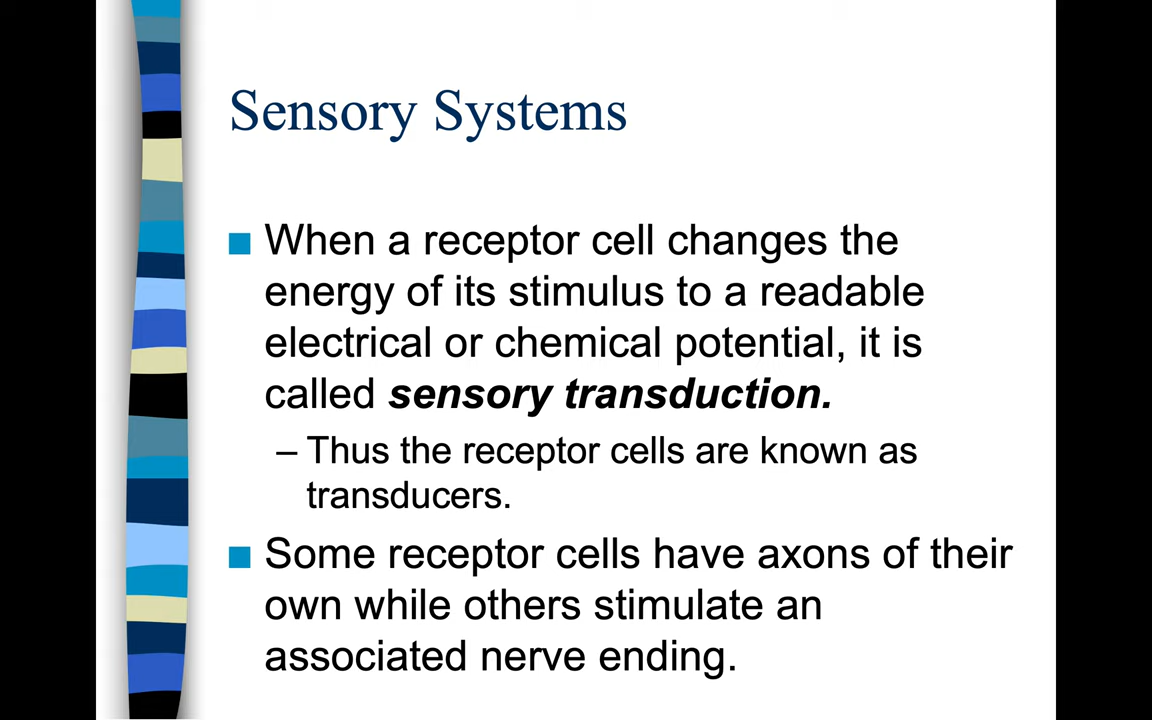 Sensory Systems
■ When a receptor cell changes the
energy of its stimulus to a readable
electrical or chemical potential, it is
called sensory transduction.
– Thus the receptor cells are known as
transducers.
■ Some receptor cells have axons of their
own while others stimulate an
associated nerve ending.